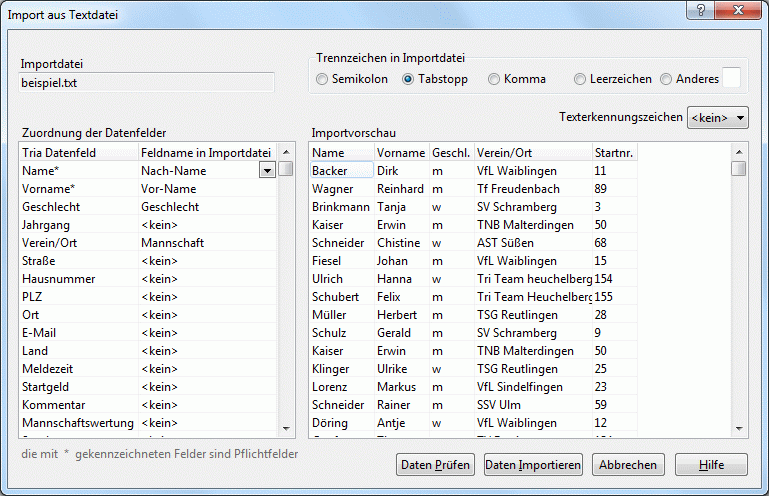 Import aus Textdatei
Importdatei
beispiel.txt
Trennzeichen in Importdatei
Semikolon Tabstopp Komma Leerzeichen Anderes
Texterkennungszeichen <kein>
Zuordnung der Datenfelder
Tria Datenfeld Feldname in Importdatei
Name* Nach-Name
Vorname* Vor-Name
Geschlecht Geschlecht
Jahrgang <kein>
Verein/Ort Mannschaft
Straße <kein>
Hausnummer <kein>
PLZ <kein>
Ort <kein>
E-Mail <kein>
Land <kein>
Meldezeit <kein>
Startgeld <kein>
Kommentar <kein>
Mannschaftswertung <kein>
die mit * gekennzeichneten Felder sind Pflichtfelder
Importvorschau
Name Vorname Geschl. Verein/Ort Startnr.
Backer Dirk m VfL Waiblingen 11
Wagner Reinhard m Tf Freudenbach 89
Brinkmann Tanja w SV Schramberg 3
Kaiser Erwin m TNB Malterdingen 50
Schneider Chistine w AST Süßen 68
Fiesel Johan m VfL Waiblingen 15
Ulrich Hanna w Tri Team heuchelberg 154
Schubert Felix m Tri Team Heuchelberg 155
Müller Herbert m TSG Reutlingen 28
Schulz Gerald m SV Schramberg 9
Kaiser Erwin m TNB Malterdingen 50
Klinger Ulrike w TSG Reutlingen 25
Lorenz Markus m VfL Sindelfingen 23
Schneider Rainer m SSV Ulm 59
Döring Antje w VfL Waiblingen 12
Daten Prüfen Daten Importieren Abbrechen Hilfe